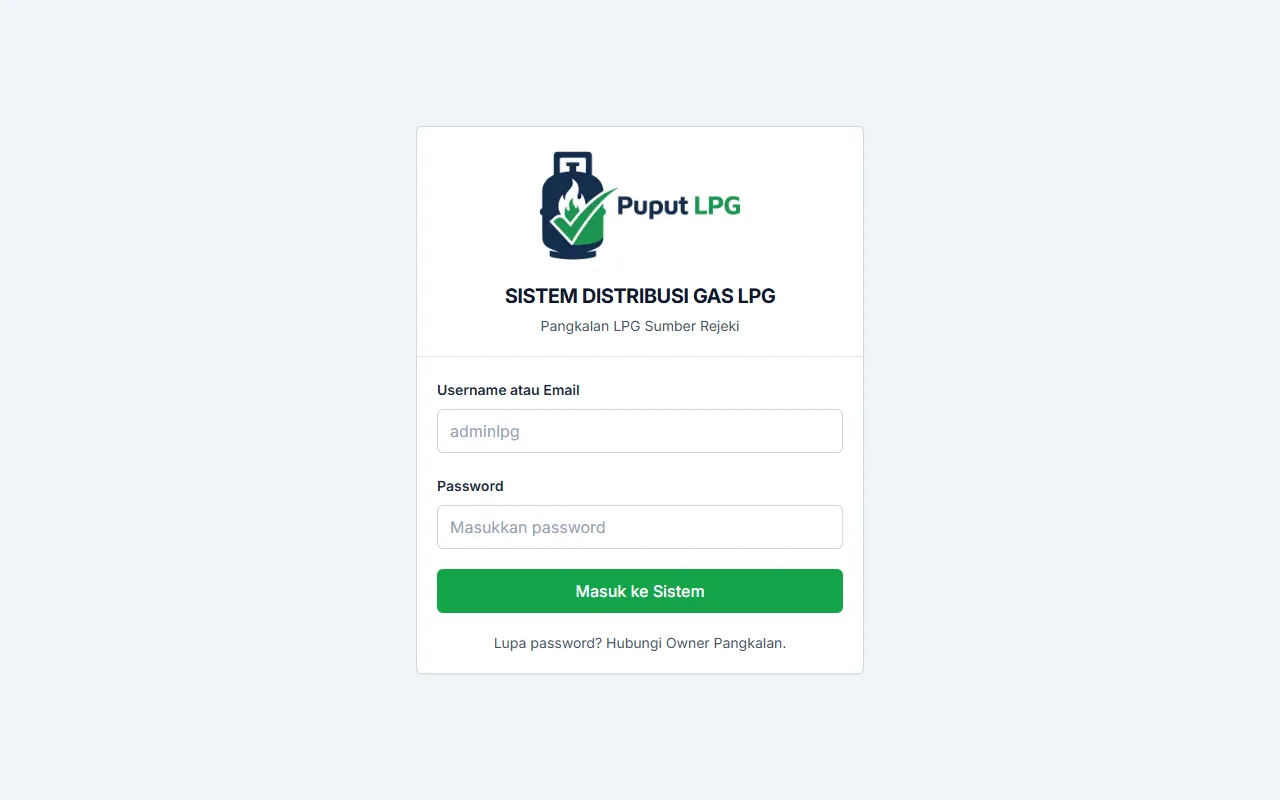 Puput LPG
SISTEM DISTRIBUSI GAS LPG
Pangkalan LPG Sumber Rejeki
Username atau Email
adminlpg
Password
Masukkan password
Masuk ke Sistem
Lupa password? Hubungi Owner Pangkalan.